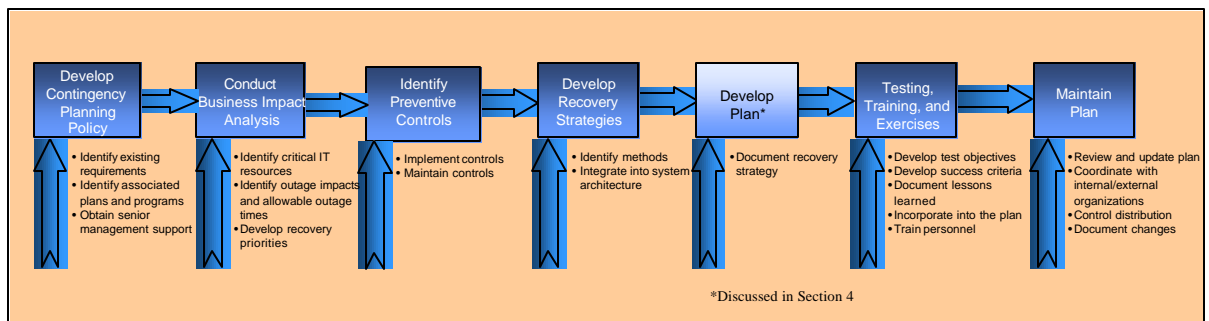 Develop
Contingency
Planning
Policy
• Identify existing
requirements
• Identify associated
plans and programs
• Obtain senior
management support
Conduct
Business Impact
Analysis
• Identify critical IT
resources
• Identify outage impacts
and allowable outage
times
• Develop recovery
priorities
Identify
Preventive
Controls
• Implement controls
• Maintain controls
Develop
Recovery
Strategies
• Identify methods
• Integrate into system
architecture
Develop
Plan*
• Document recovery
strategy
Testing,
Training, and
Exercises
• Develop test objectives
• Develop success criteria
• Document lessons
learned
• Incorporate into the plan
• Train personnel
Maintain
Plan
• Review and update plan
• Coordinate with
internal/external
organizations
• Control distribution
• Document changes
*Discussed in Section 4